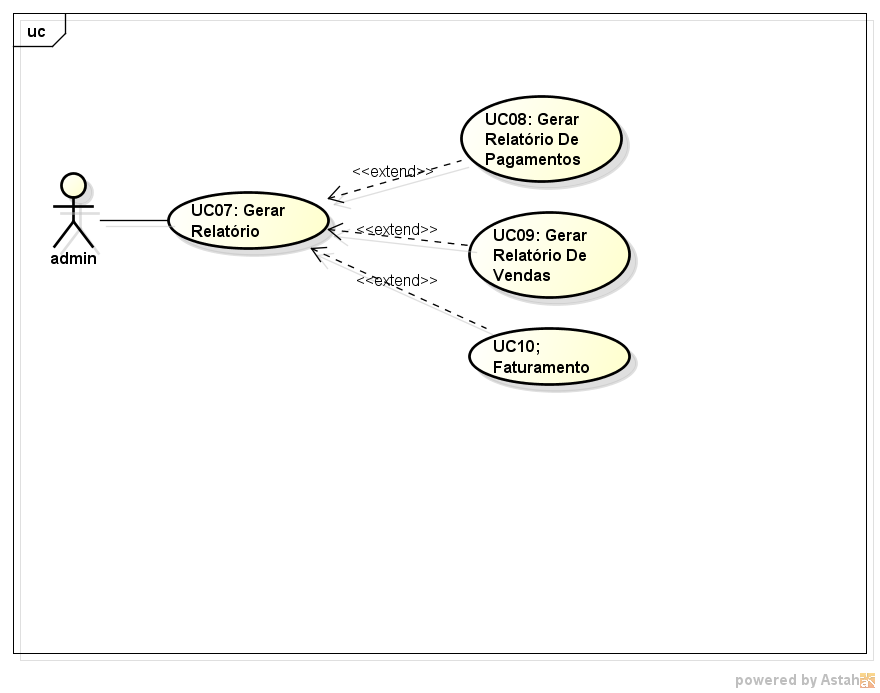 uc
UC08: Gerar
Relatório De
Pagamentos
<<extend>>
UC07: Gerar
Relatório
<<extend>>
UC09: Gerar
Relatório De
Vendas
admin
<<extend>>
UC10;
Faturamento
powered by Astah